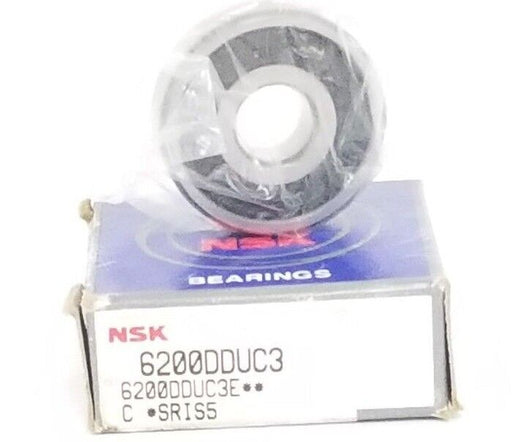 NSK
BEARINGS
NSK
6200DDUC3
6200DDUC3E**
C *SRIS5